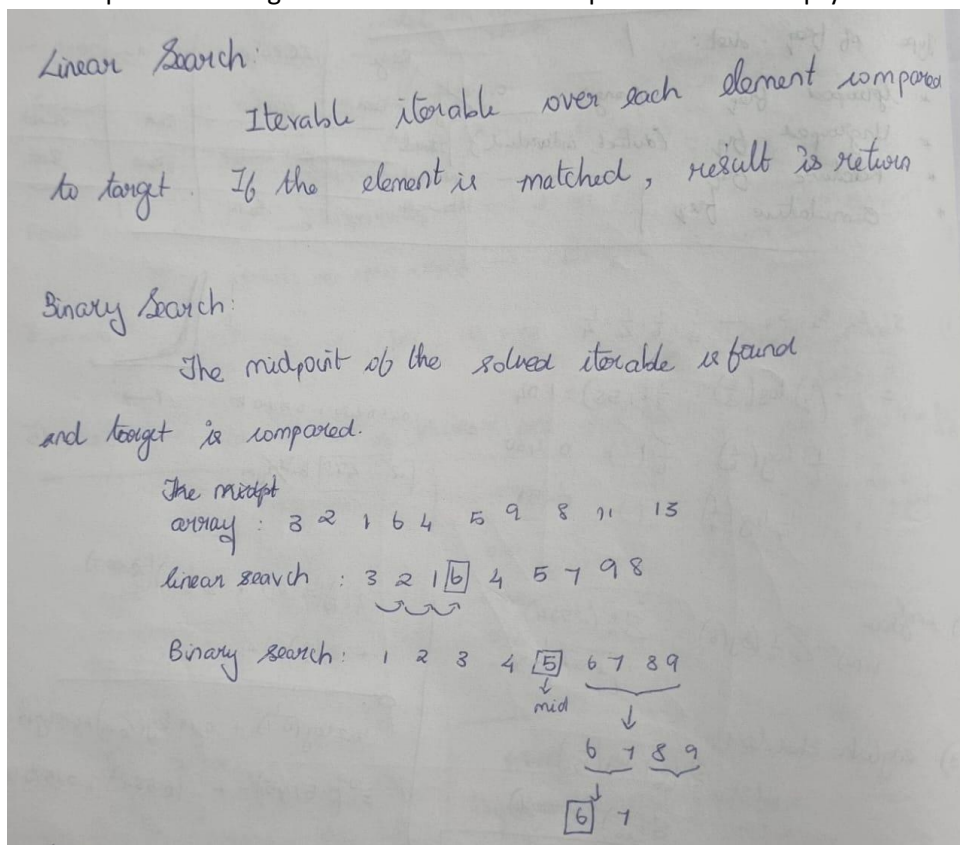 Linear Search:
Iterable iterable over each element compared
to target. If the element is matched, result is return
Binary Search:
The midpoint of the solved iterable is found
and target is compared.
The midpt
array : 3 2 1 6 4 5 9 8 11 13
linear search : 3 2 1 6 4 5 7 9 8
Binary search: 1 2 3 4 5 6 7 8 9
mid
6 7 8 9
6 7